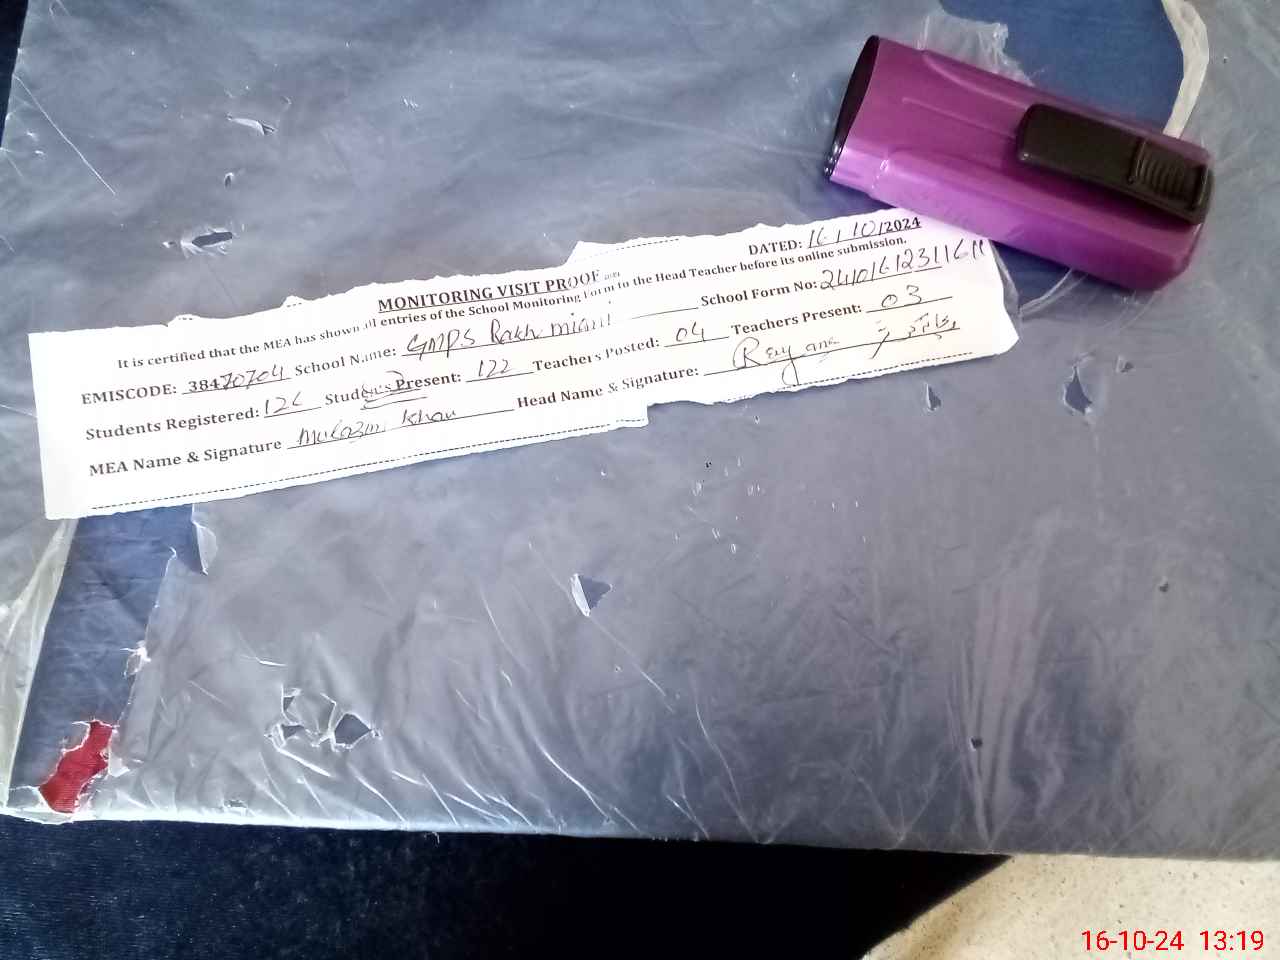 MONITORING VISIT PROOF
DATED: 16 / 10 /2024
It is certified that the MEA has shown all entries of the School Monitoring Form to the Head Teacher before its online submission.
EMISCODE: 38470704 School Name: GMPS Rakh School Form No:
Students Registered: Students Present: 122 Teachers Posted: 04 Teachers Present: 03
MEA Name & Signature Khan Head Name & Signature:
16-10-24 13:19